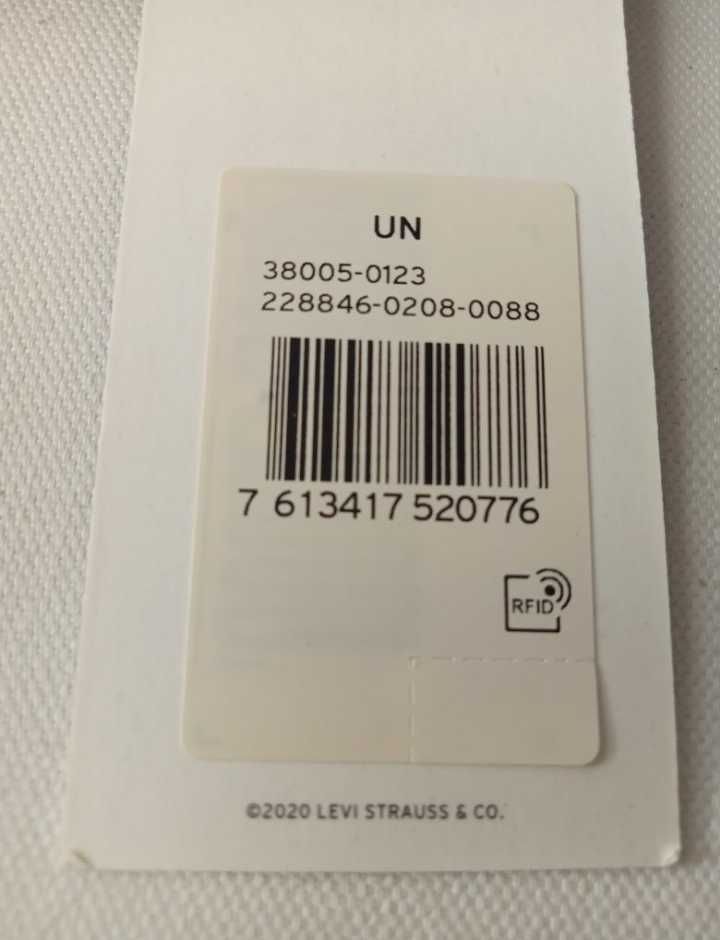 UN
38005-0123
228846-0208-0088
7 613417 520776
RFID
©2020 LEVI STRAUSS & CO.